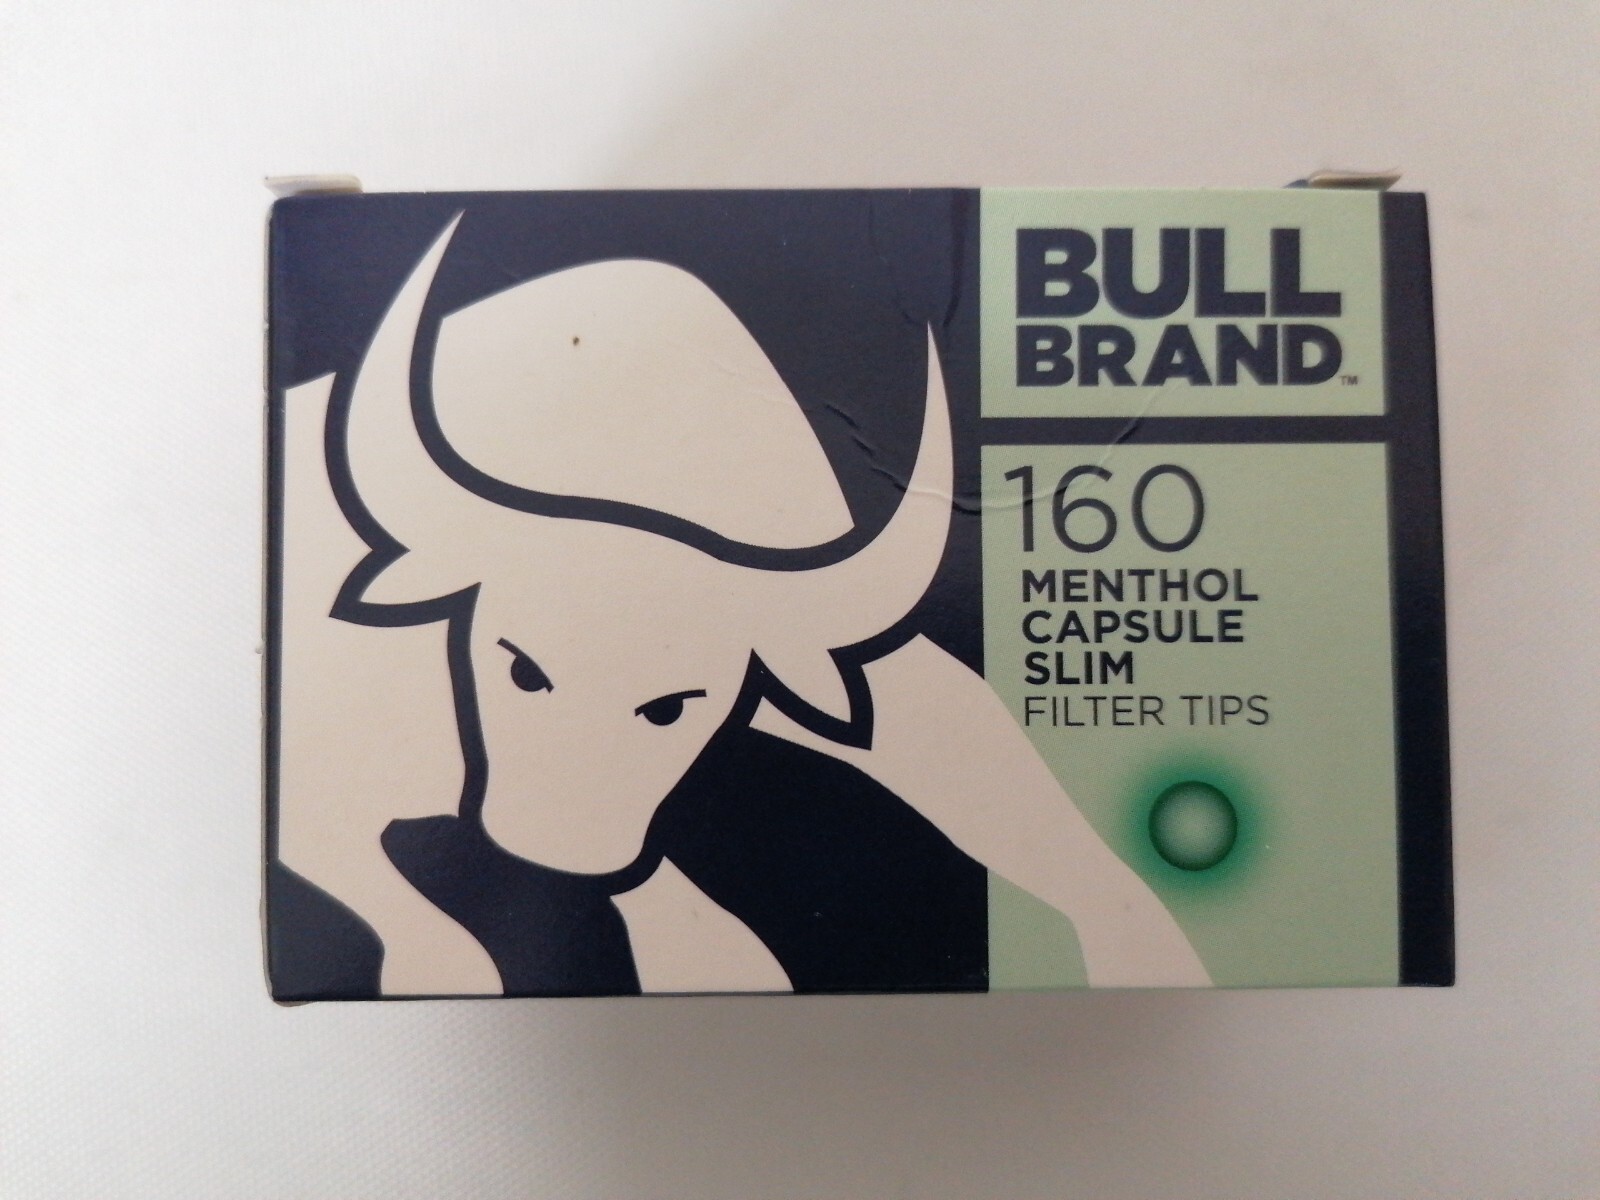 BULL
BRAND™
160
MENTHOL
CAPSULE
SLIM
FILTER TIPS